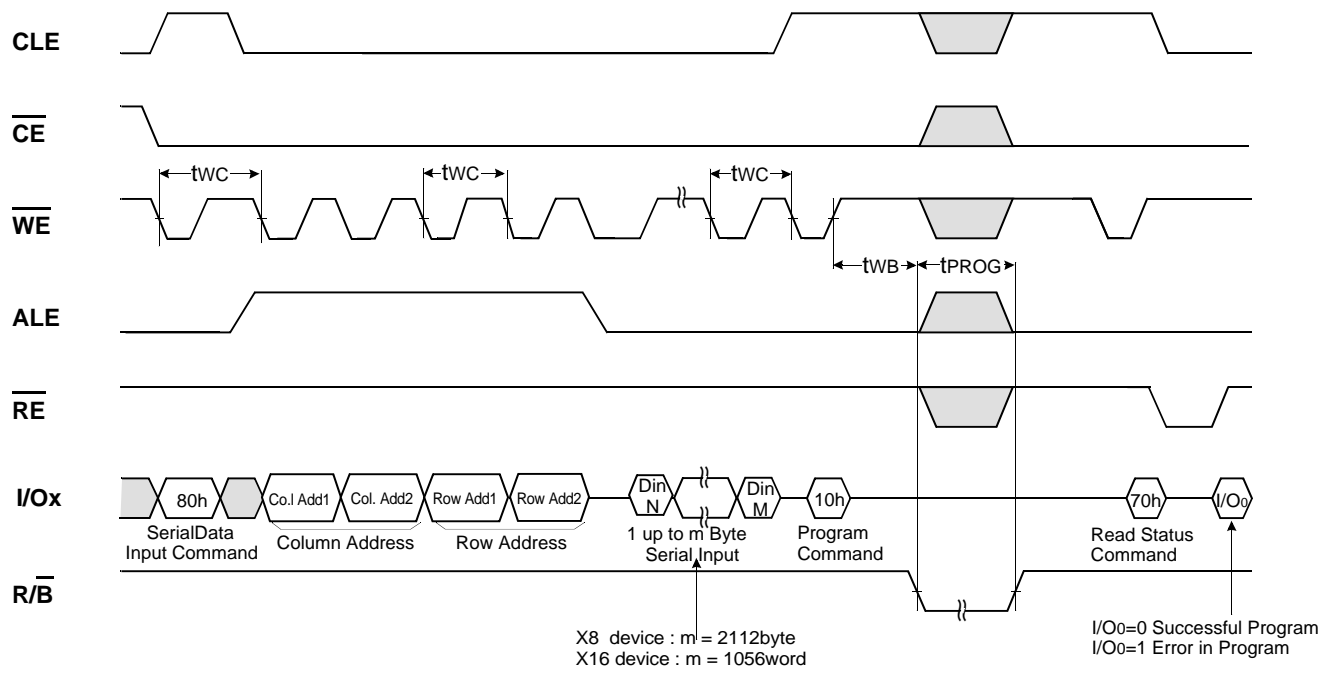 CLE
CE
tWC
tWC
tWC
WE
tWB
tPROG
ALE
RE
I/Ox
80h
Co.l Add1
Col. Add2
Row Add1
Row Add2
Din
N
Din
M
10h
70h
I/O0
SerialData
Input Command
Column Address
Row Address
1 up to m Byte
Serial Input
Program
Command
Read Status
Command
R/B
X8 device : m = 2112byte
X16 device : m = 1056word
I/O0=0 Successful Program
I/O0=1 Error in Program